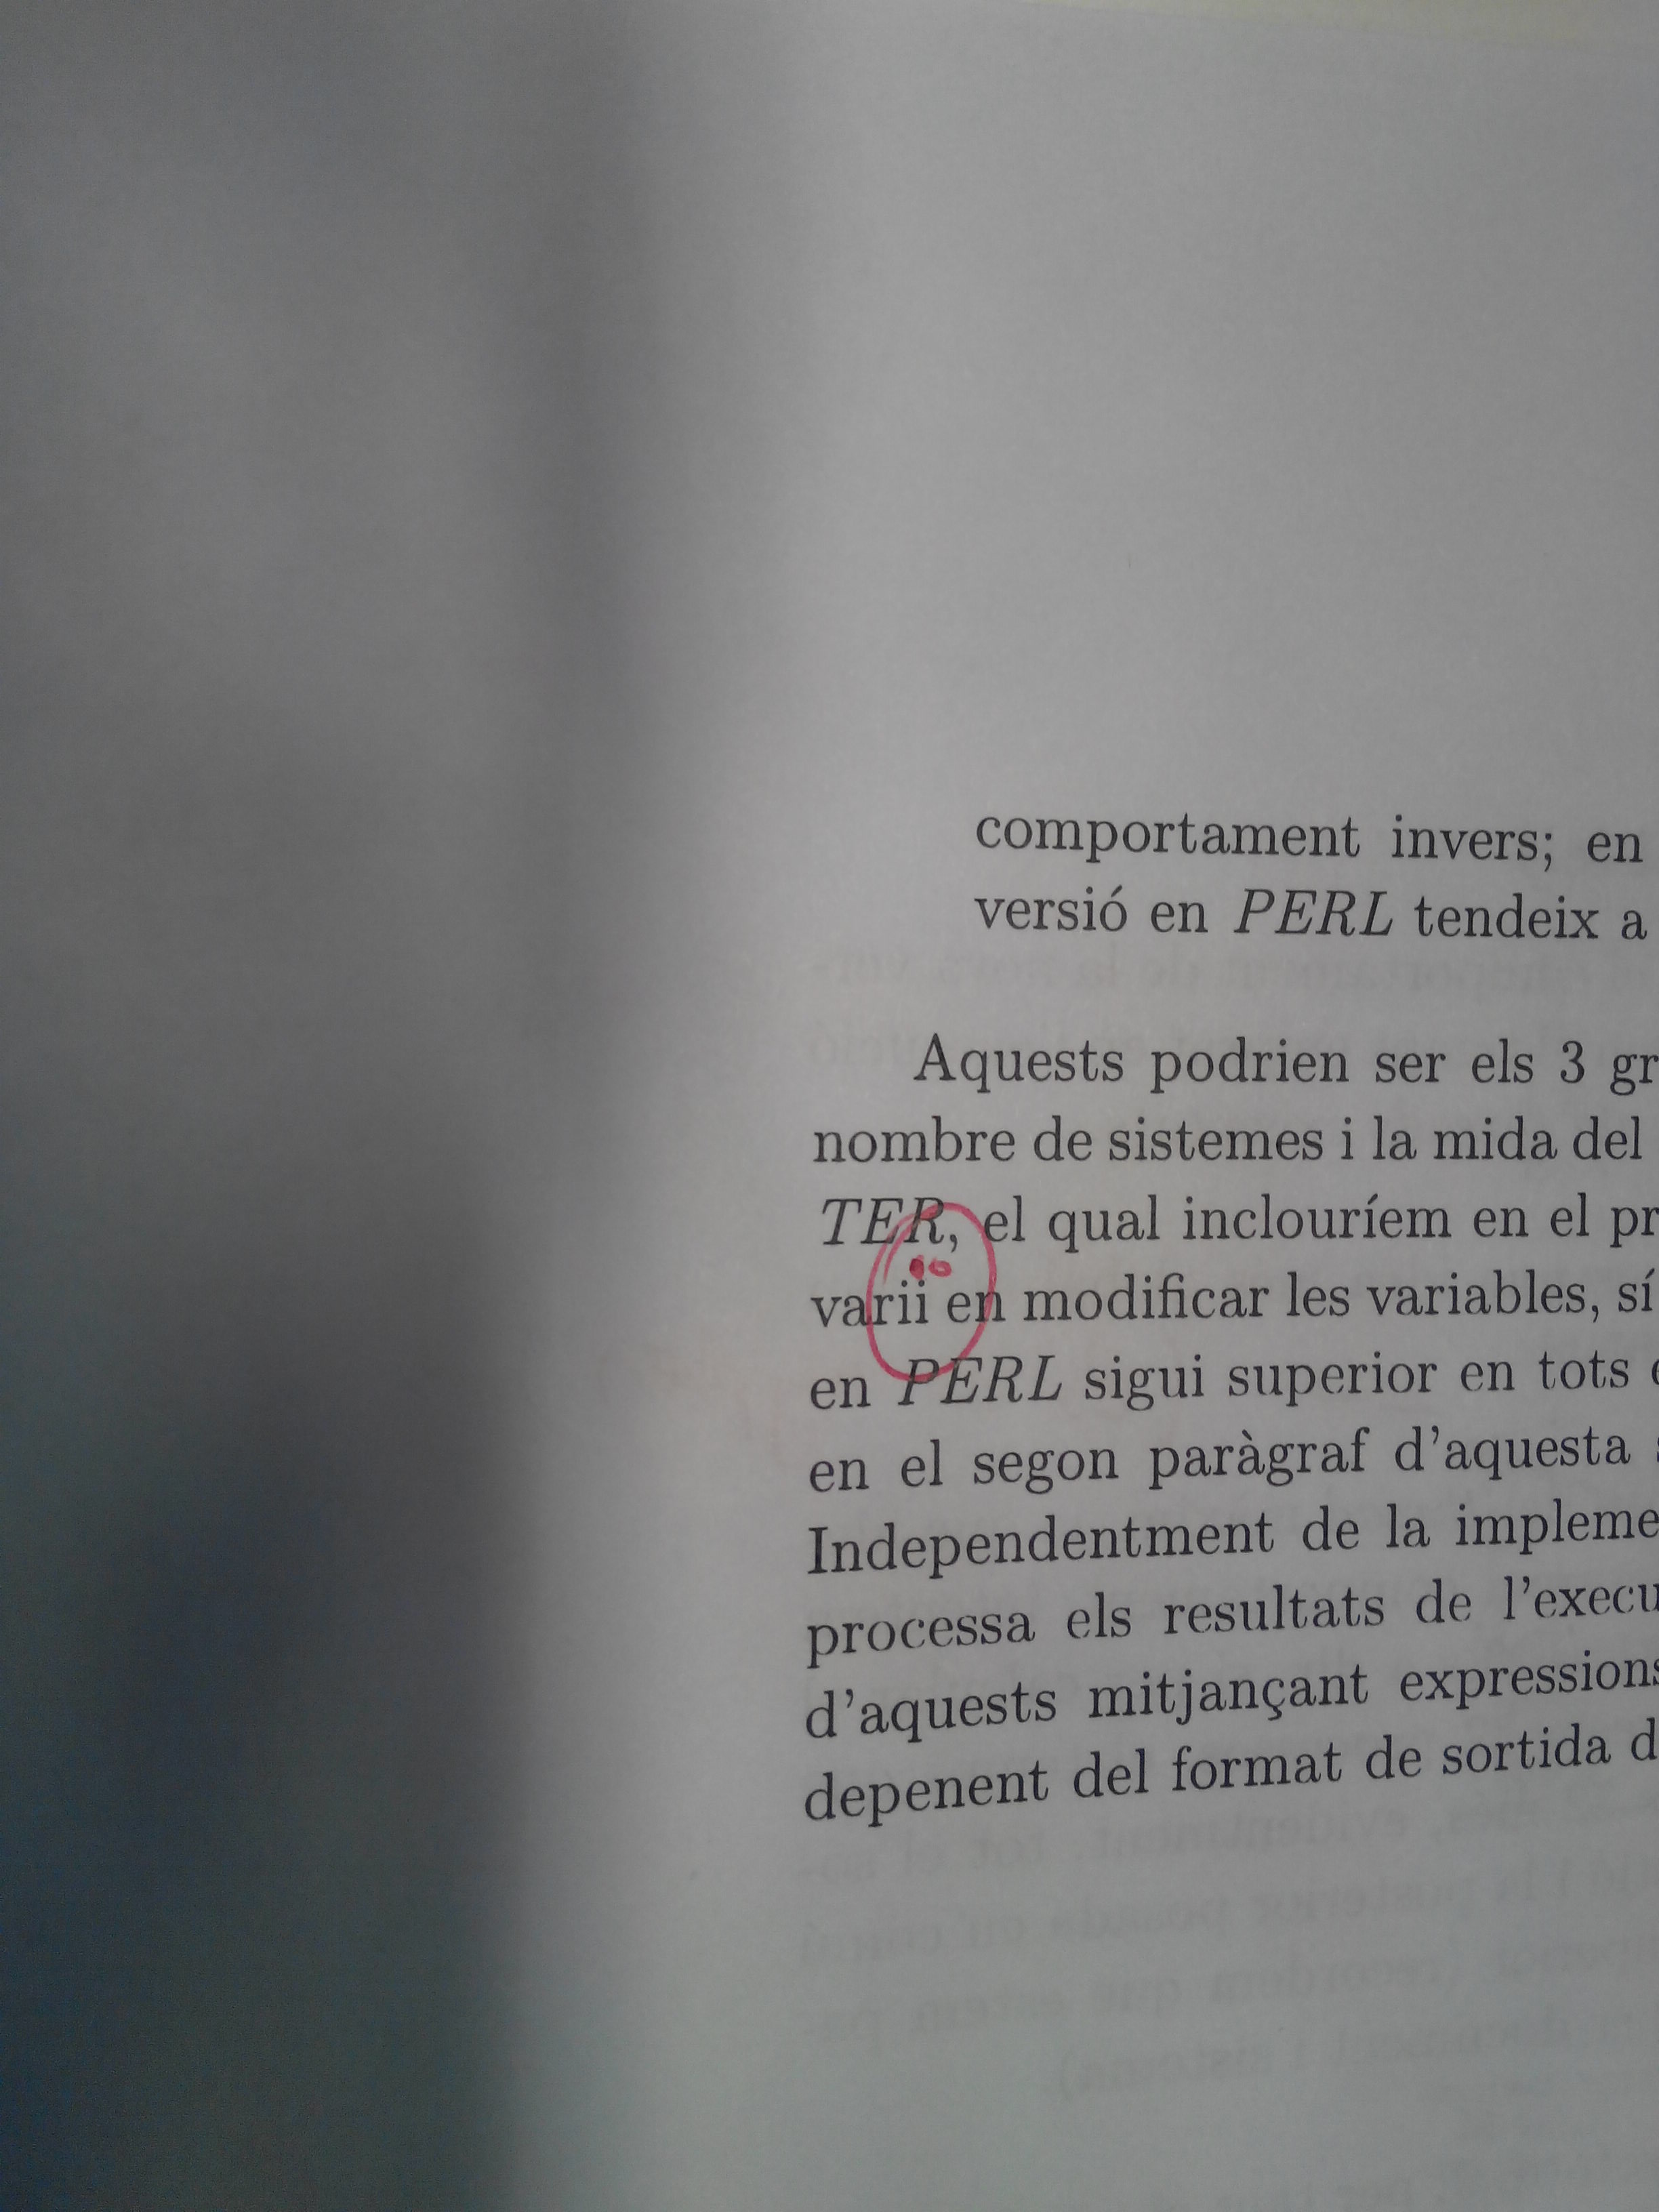 comportament invers; en
versió en PERL tendeix a
Aquests podrien ser els 3 gr
nombre de sistemes i la mida del
TER, el qual inclouríem en el pr
varii en modificar les variables, sí
en PERL sigui superior en tots
en el segon paràgraf d'aquesta
Independentment de la impleme
processa els resultats de l'execu
d'aquests mitjançant expressions
depenent del format de sortida d